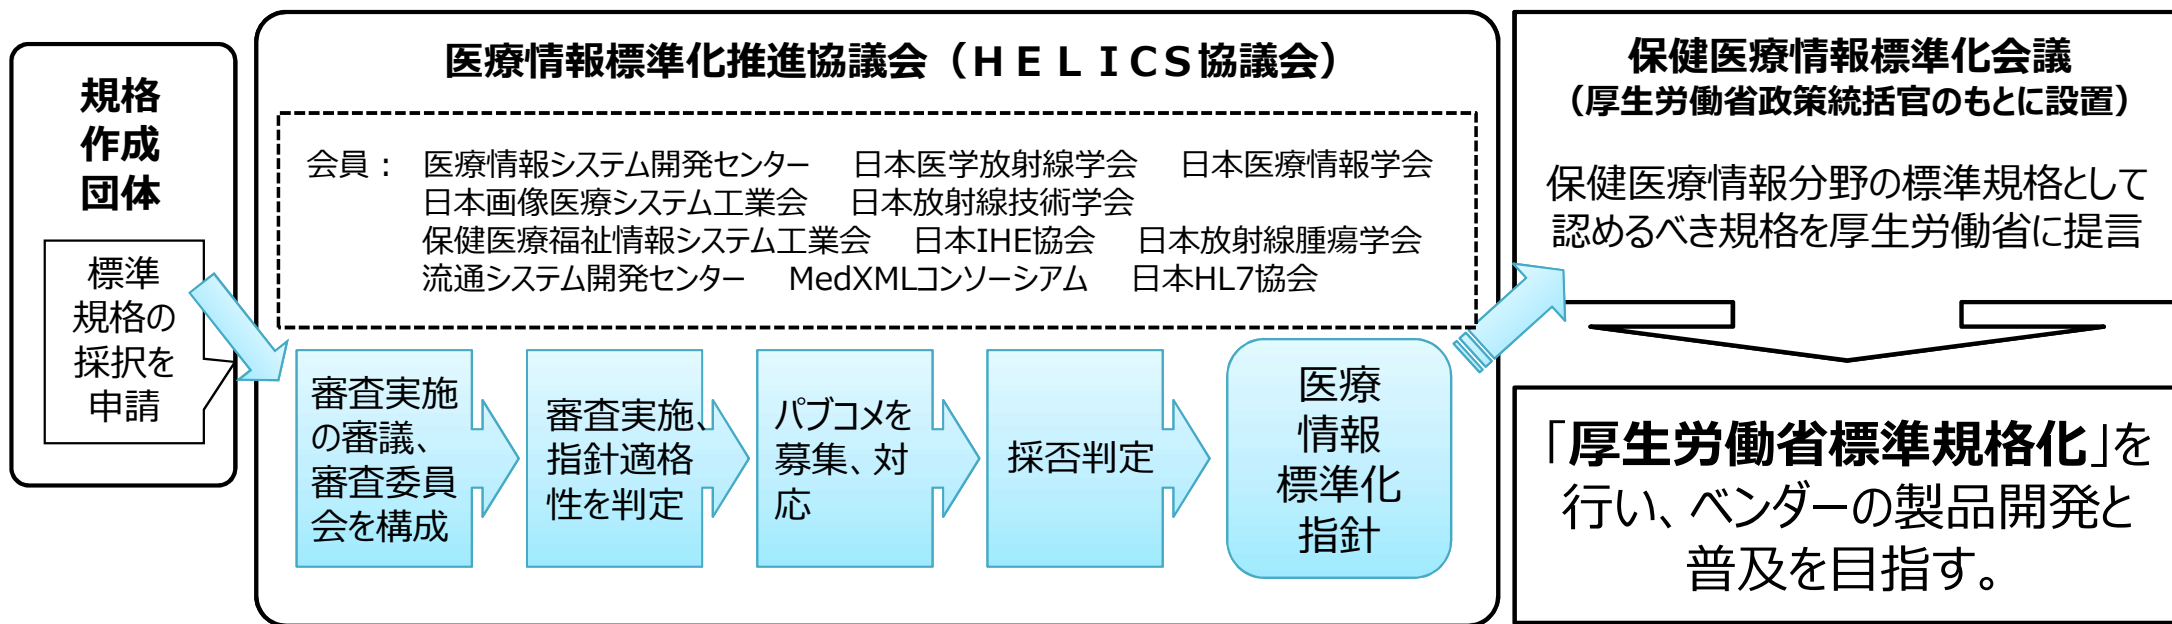 規格
作成
団体
標準
規格の
採択を
申請
医療情報標準化推進協議会（ＨＥＬＩＣＳ協議会）
会員： 医療情報システム開発センター 日本医学放射線学会 日本医療情報学会
日本画像医療システム工業会 日本放射線技術学会
保健医療福祉情報システム工業会 日本IHE協会 日本放射線腫瘍学会
流通システム開発センター MedXMLコンソーシアム 日本HL7協会
審査実施
の審議、
審査委員
会を構成
審査実施、
指針適格
性を判定
パブコメを
募集、対
応
採否判定
医療
情報
標準化
指針
保健医療情報標準化会議
（厚生労働省政策統括官のもとに設置）
保健医療情報分野の標準規格として
認めるべき規格を厚生労働省に提言
「厚生労働省標準規格化」を
行い、ベンダーの製品開発と
普及を目指す。